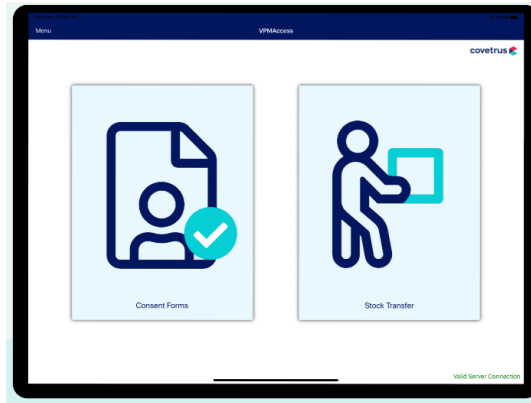 Menu
VPMAccess
covetrus
Consent Forms
Stock Transfer
Valid Server Connection